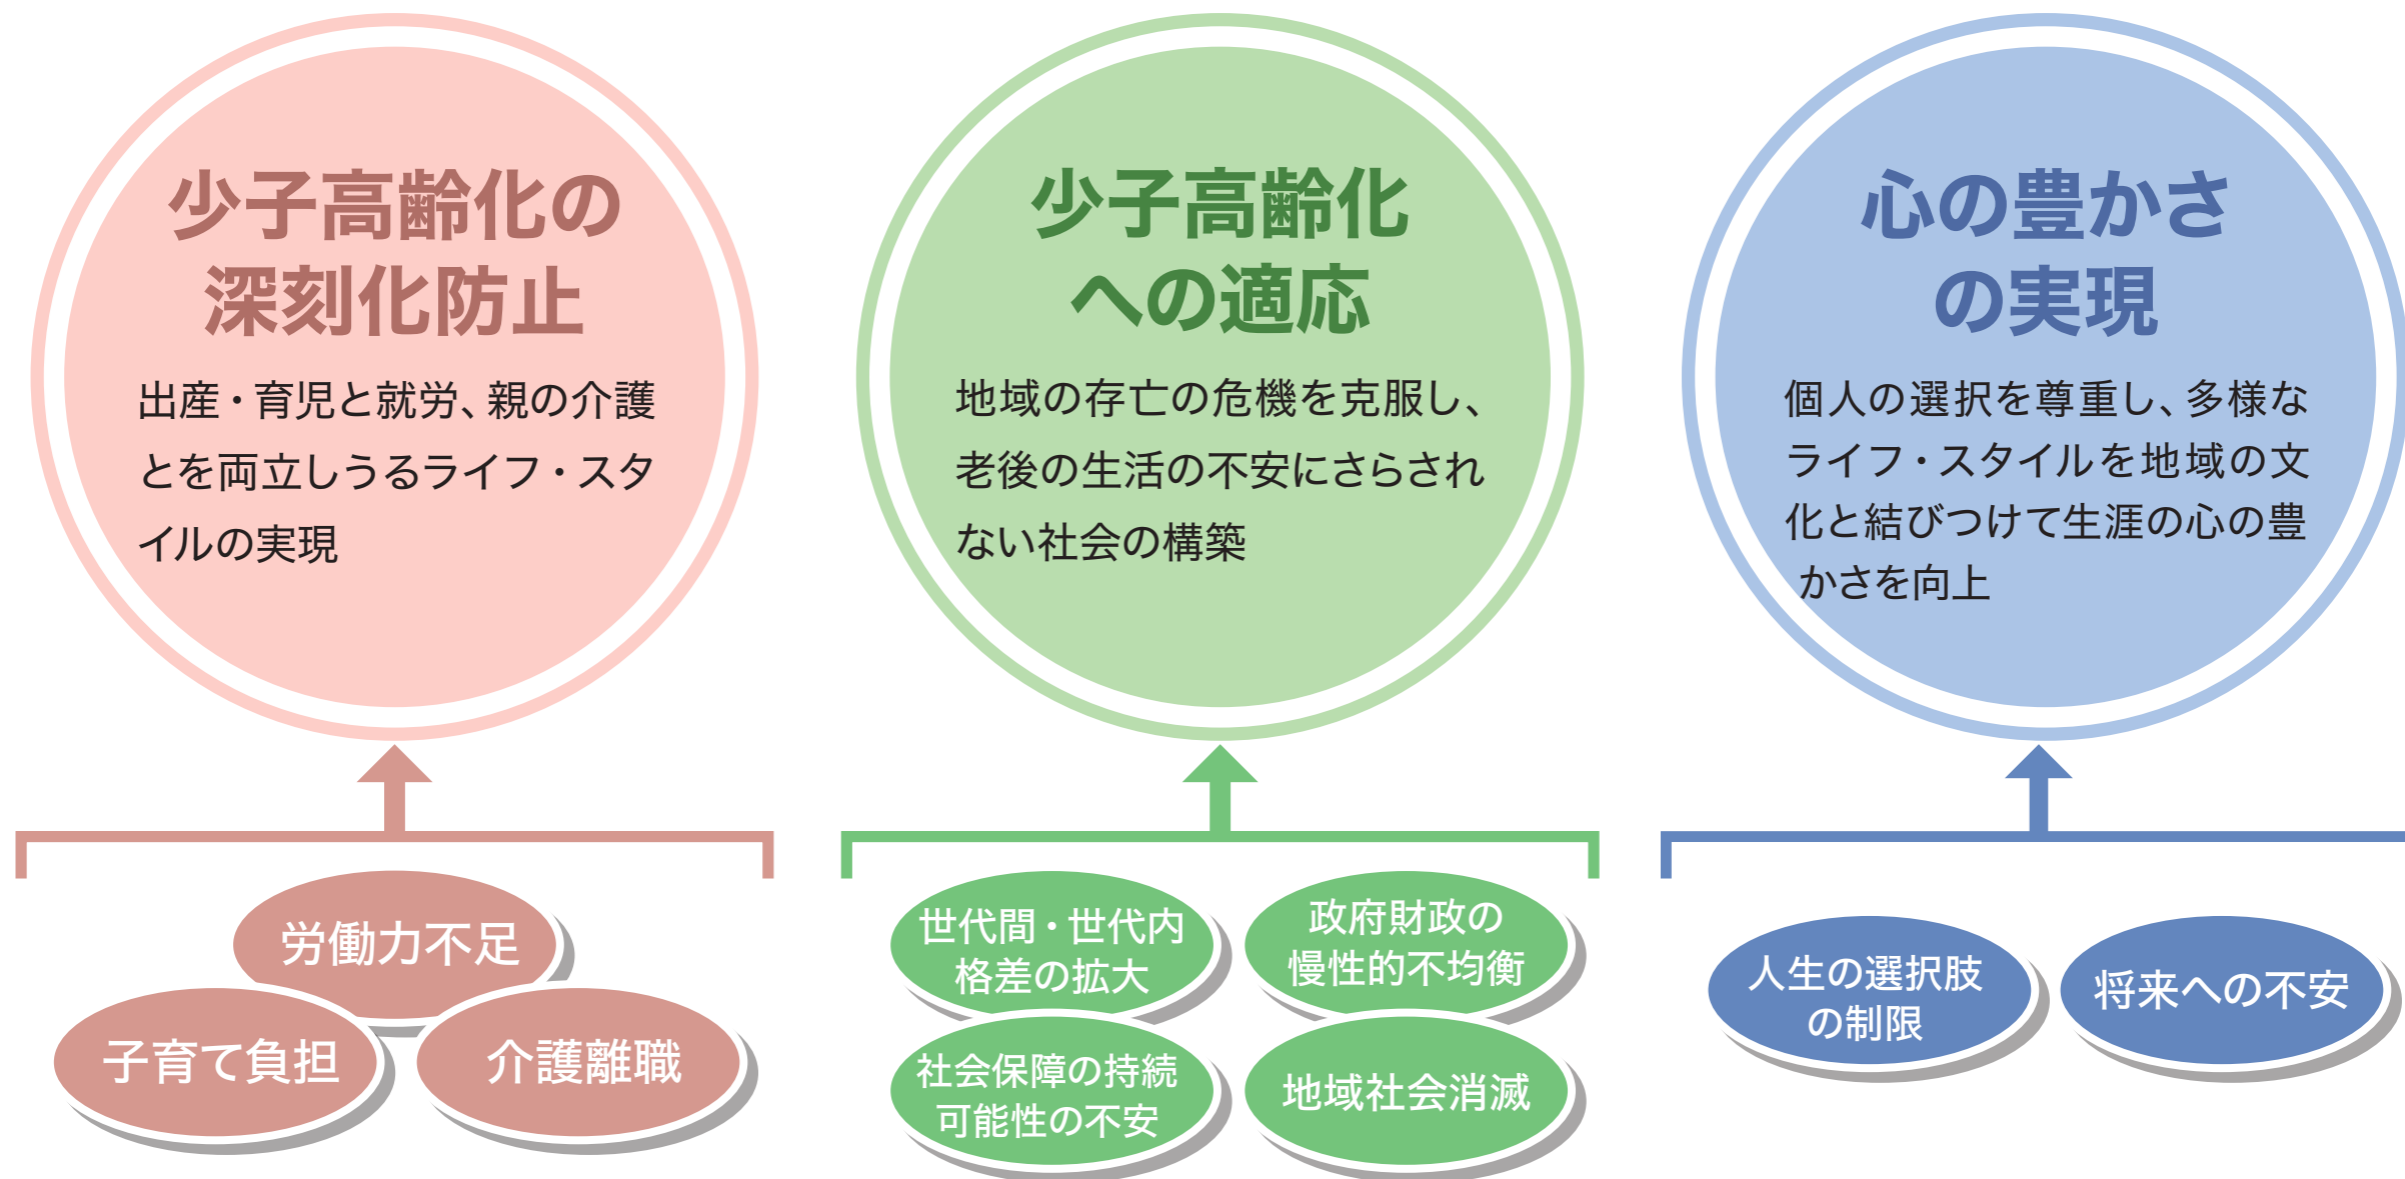 少子高齢化の
深刻化防止
出産・育児と就労、親の介護
とを両立しうるライフ・スタ
イルの実現
労働力不足
子育て負担
介護離職
少子高齢化
への適応
地域の存亡の危機を克服し、
老後の生活の不安にさらされ
ない社会の構築
世代間・世代内
格差の拡大
政府財政の
慢性的不均衡
社会保障の持続
可能性の不安
地域社会消滅
心の豊かさ
の実現
個人の選択を尊重し、多様な
ライフ・スタイルを地域の文
化と結びつけて生涯の心の豊
かさを向上
人生の選択肢
の制限
将来への不安